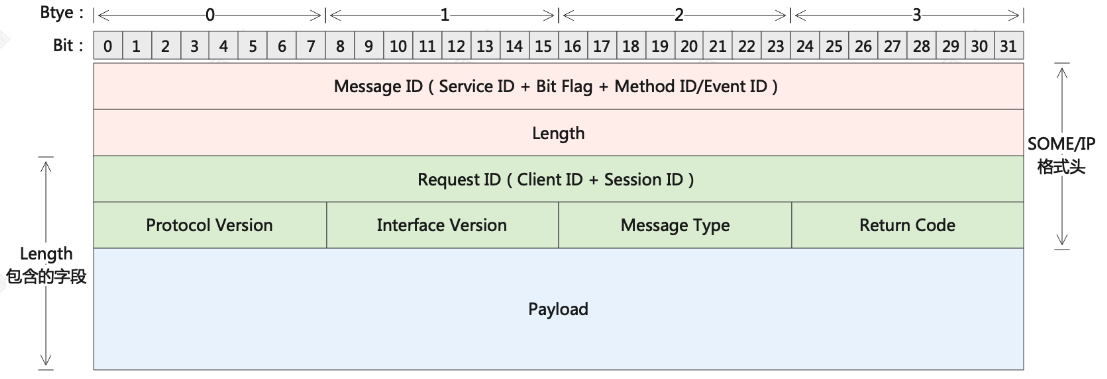 Btye : 0 1 2 3
Bit : 0 1 2 3 4 5 6 7 8 9 10 11 12 13 14 15 16 17 18 19 20 21 22 23 24 25 26 27 28 29 30 31
Message ID ( Service ID + Bit Flag + Method ID/Event ID )
Length
SOME/IP
格式头
Request ID ( Client ID + Session ID )
Protocol Version Interface Version Message Type Return Code
Length
包含的字段
Payload